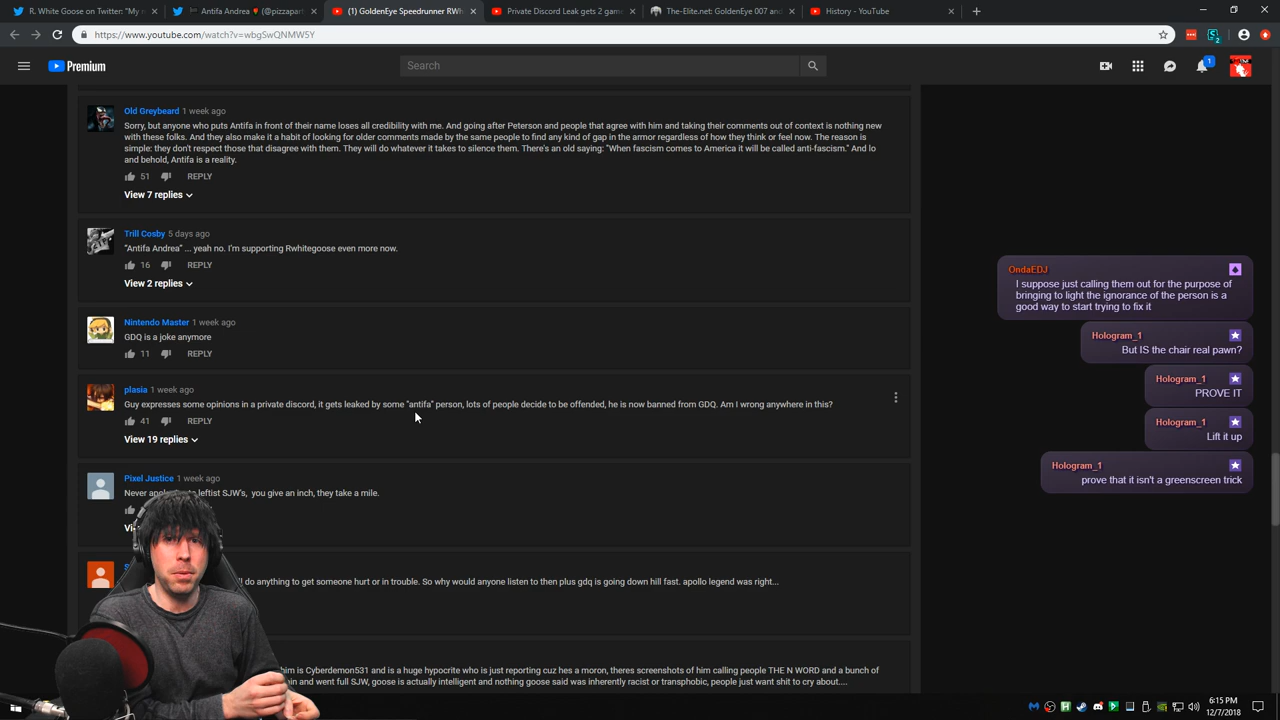 R. White Goose on Twitter: "My n
Antifa Andrea
(@pizzaparty
(1) GoldenEye Speedrunner RWh
Private Discord Leak gets 2 game
The-Elite.net: GoldenEye 007 and
History - YouTube
https://www.youtube.com/watch?v=wbgSwQNMW5Y
Premium
Search
1
Old Greybeard 1 week ago
Sorry, but anyone who puts Antifa in front of their name loses all credibility with me. And going after Peterson and people that agree with him and taking their comments out of context is nothing new
with these folks. And they also make it a habit of looking for older comments made by the same people to find any kind of gap in the armor regardless of how they think or feel now. The reason is
simple: they don't respect those that disagree with them. They will do whatever it takes to silence them. There's an old saying: "When fascism comes to America it will be called anti-fascism." And lo
and behold, Antifa is a reality.
51 REPLY
View 7 replies
Trill Cosby 5 days ago
"Antifa Andrea" ... yeah no. I'm supporting Rwhitegoose even more now.
16 REPLY
View 2 replies
Nintendo Master 1 week ago
GDQ is a joke anymore
11 REPLY
plasia 1 week ago
Guy expresses some opinions in a private discord, it gets leaked by some "antifa" person, lots of people decide to be offended, he is now banned from GDQ. Am I wrong anywhere in this?
41 REPLY
View 19 replies
Pixel Justice 1 week ago
Never leftist SJW's, you give an inch, they take a mile.
do anything to get someone hurt or in trouble. So why would anyone listen to then plus gdq is going down hill fast. apollo legend was right...
him is Cyberdemon531 and is a huge hypocrite who is just reporting cuz hes a moron, theres screenshots of him calling people THE N WORD and a bunch of
and went full SJW, goose is actually intelligent and nothing goose said was inherently racist or transphobic, people just want shit to cry about....
OndaEDJ
I suppose just calling them out for the purpose of
bringing to light the ignorance of the person is a
good way to start trying to fix it
Hologram_1
But IS the chair real pawn?
Hologram_1
PROVE IT
Hologram_1
Lift it up
Hologram_1
prove that it isn't a greenscreen trick
6:15 PM
12/7/2018